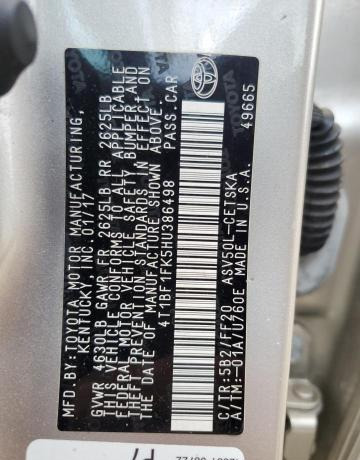 MFD BY: TOYOTA MOTOR MANUFACTURING,
KENTUCKY, INC. 01/17
GVWR 4630LB GAWR FR 2625LB RR 2625LB
THIS VEHICLE CONFORMS TO ALL APPLICABLE
FEDERAL MOTOR VEHICLE SAFETY, BUMPER, AND
THEFT PREVENTION STANDARDS IN EFFECT ON
THE DATE OF MANUFACTURE SHOWN ABOVE.
4T1BF1FK5HU386498 PASS. CAR
C/TR: 5B2/FF20 ASV50L-CETSKA
A/TM: -01A/U760E MADE IN U.S.A. 49665
TOYOTA